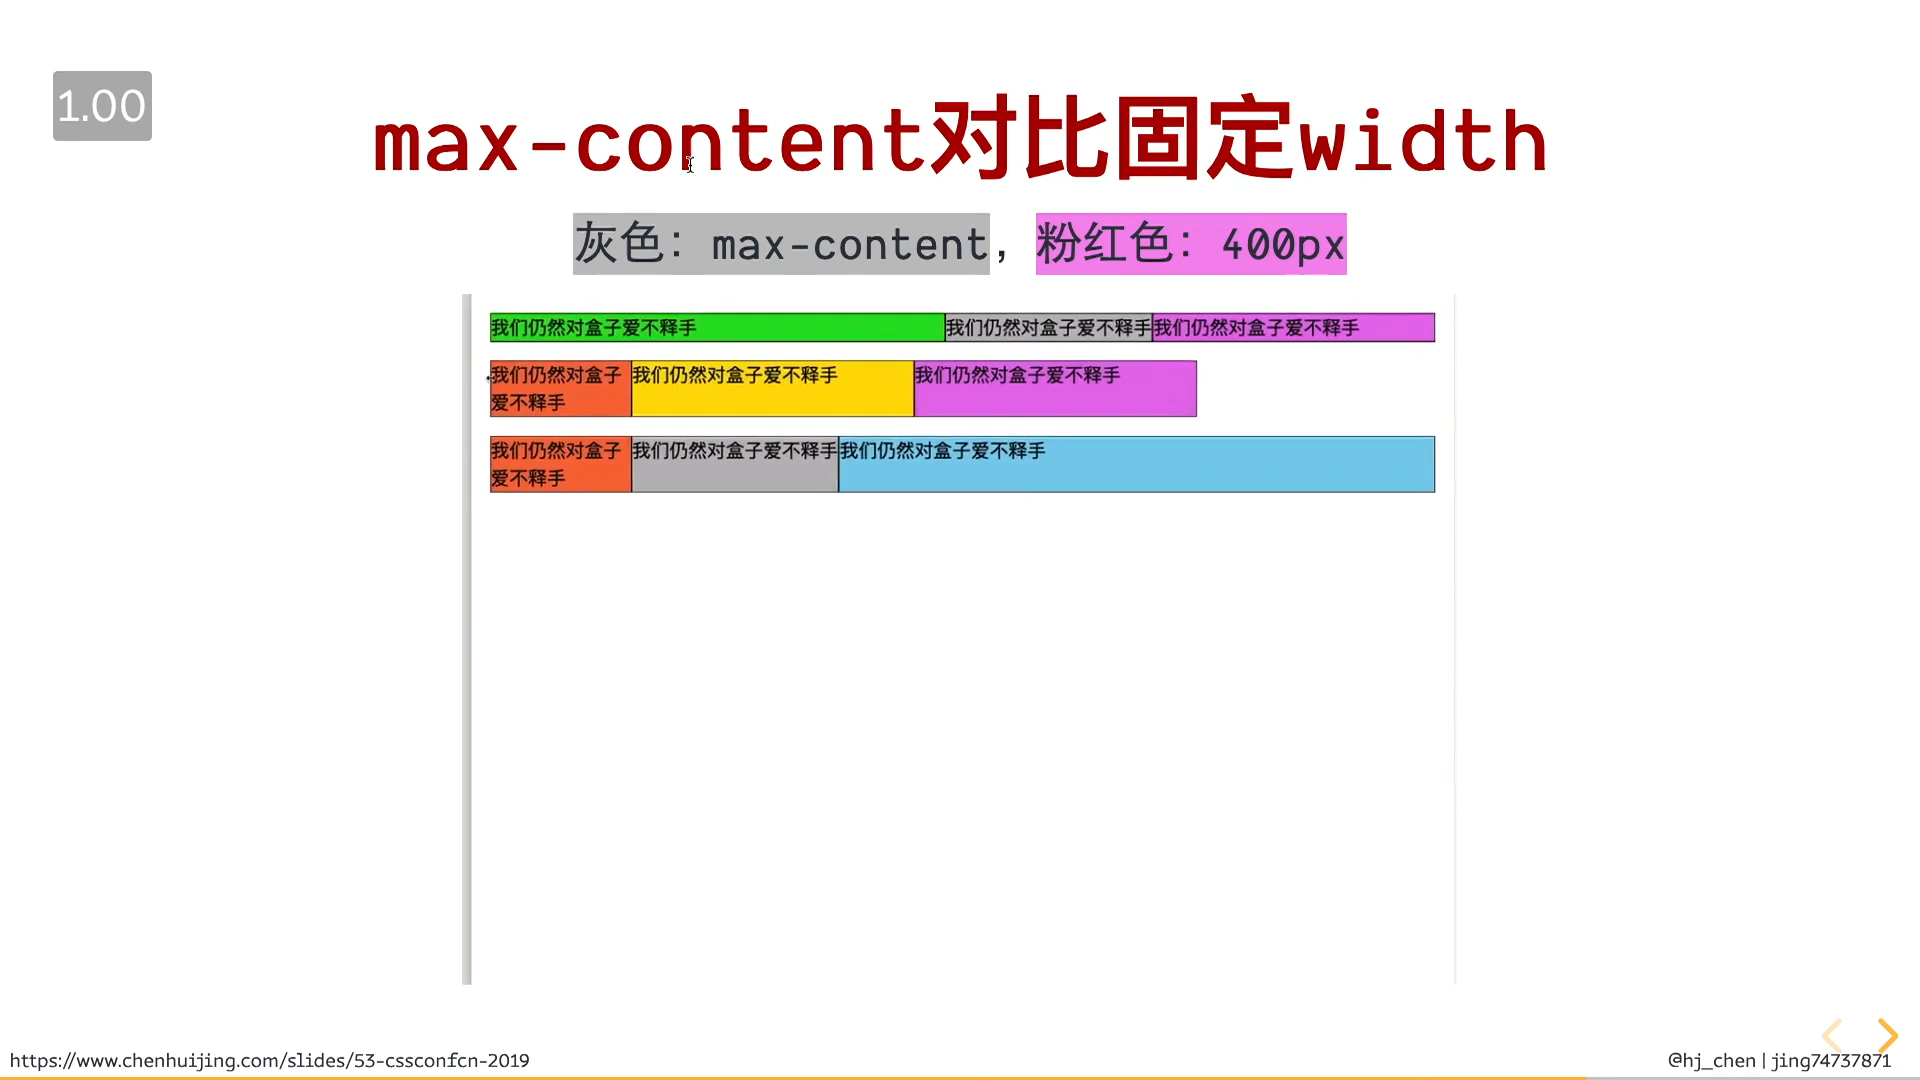 1.00
max-content对比固定width
灰色：max-content，粉红色：400px
我们仍然对盒子爱不释手 我们仍然对盒子爱不释手 我们仍然对盒子爱不释手
我们仍然对盒子
爱不释手
我们仍然对盒子爱不释手
我们仍然对盒子爱不释手
我们仍然对盒子
爱不释手
我们仍然对盒子爱不释手
我们仍然对盒子爱不释手
https://www.chenhuijing.com/slides/53-cssconfcn-2019
@hj_chen | jing74737871